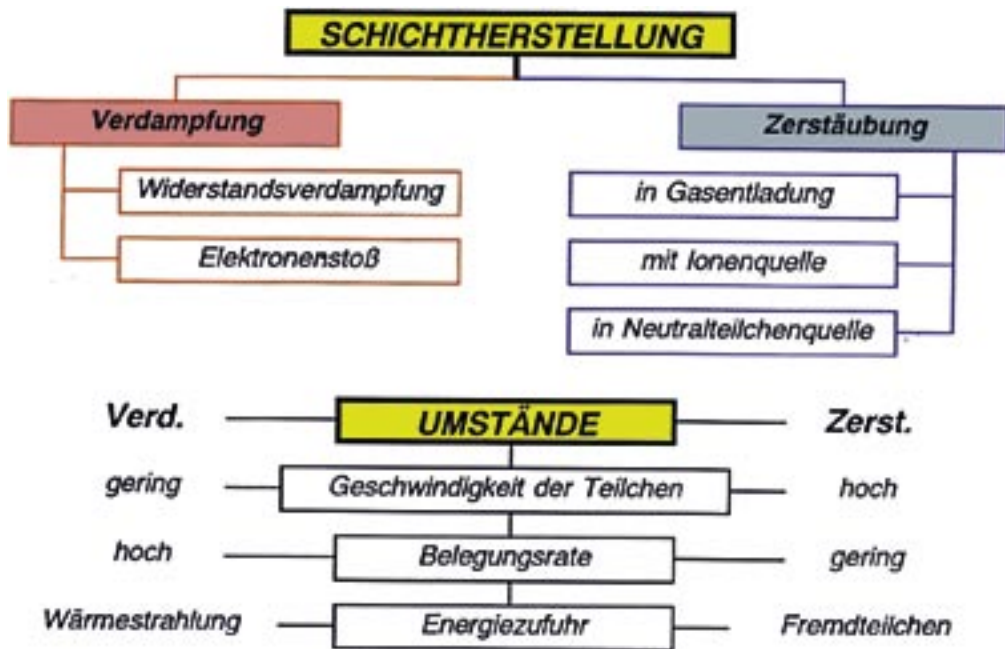 SCHICHTHERSTELLUNG
Verdampfung
Zerstäubung
Widerstandsverdampfung
in Gasentladung
Elektronenstoß
mit Ionenquelle
in Neutralteilchenquelle
Verd. UMSTÄNDE Zerst.
gering Geschwindigkeit der Teilchen hoch
hoch Belegungsrate gering
Wärmestrahlung Energiezufuhr Fremdteilchen